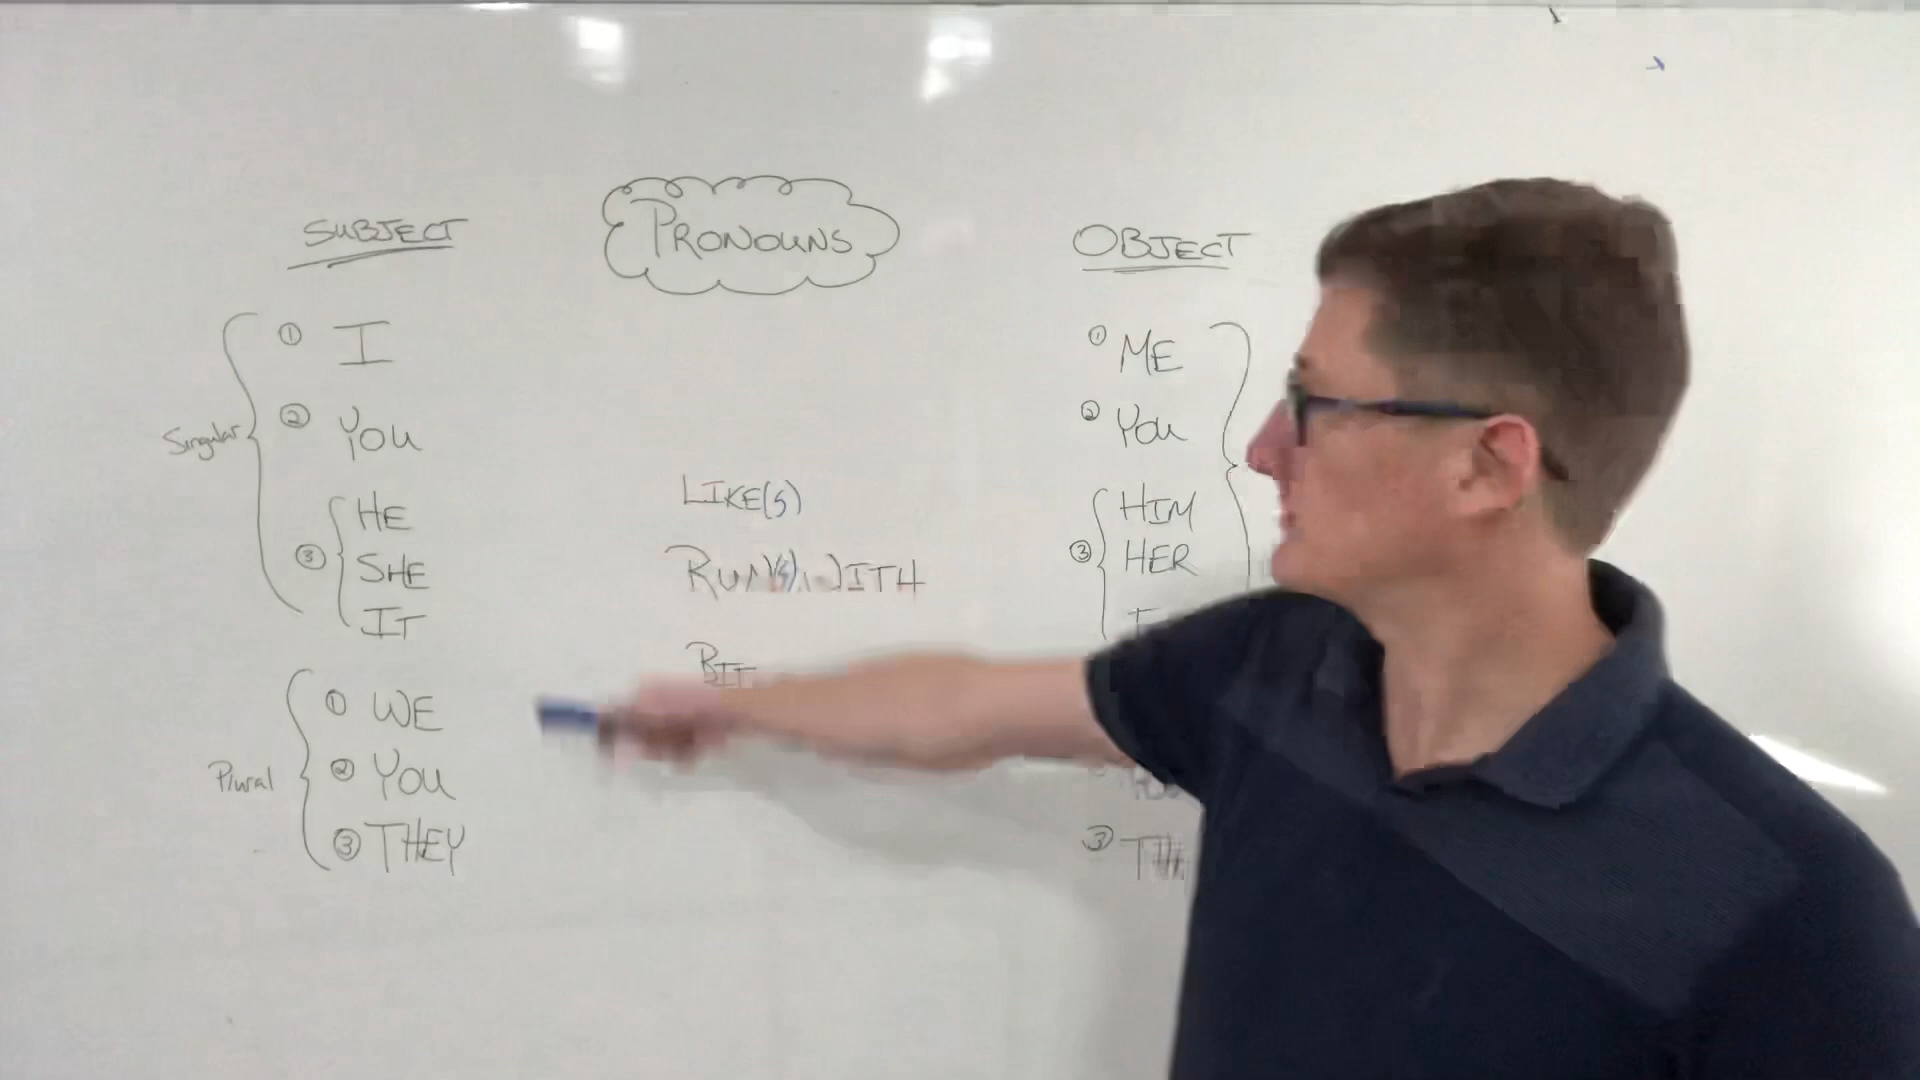 SUBJECT
PRONOUNS
OBJECT
Singular
① I
② YOU
③ HE
SHE
IT
Plural
① WE
② YOU
③ THEY
LIKE(S)
RUN(S) WITH
BIT
① ME
② YOU
③ HIM
HER
③